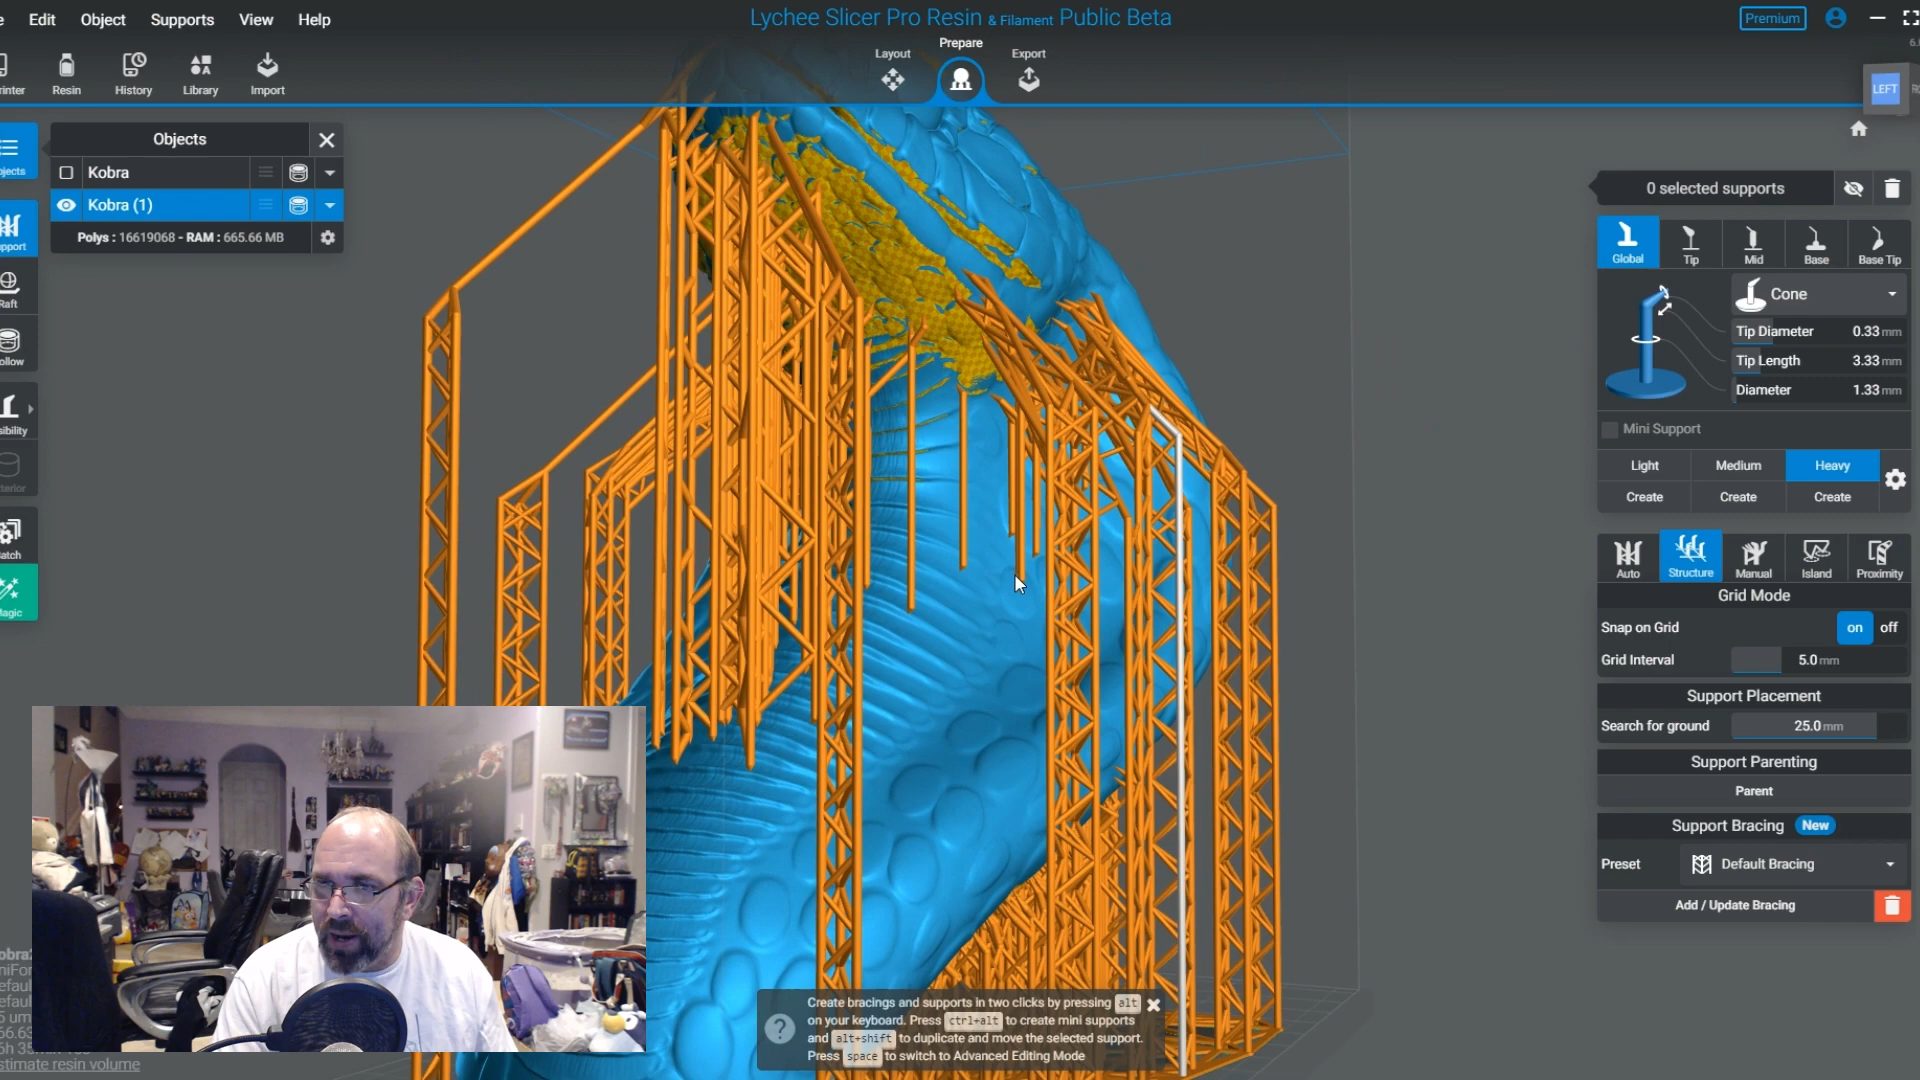 Edit Object Supports View Help
Lychee Slicer Pro Resin & Filament Public Beta
Premium
Resin History Library Import
Layout Prepare Export
LEFT
Objects
Kobra
Kobra (1)
Polys : 16619068 - RAM : 665.66 MB
0 selected supports
Global Tip Mid Base Base Tip
Cone
Tip Diameter 0.33 mm
Tip Length 3.33 mm
Diameter 1.33 mm
Mini Support
Light Medium Heavy
Create Create Create
Auto Structure Manual Island Proximity
Grid Mode
Snap on Grid on off
Grid Interval 5.0 mm
Support Placement
Search for ground 25.0 mm
Support Parenting
Parent
Support Bracing New
Preset Default Bracing
Add / Update Bracing
Create bracings and supports in two clicks by pressing alt
on your keyboard. Press ctrl+alt to create mini supports
and alt+shift to duplicate and move the selected support.
Press space to switch to Advanced Editing Mode
stimate resin volume